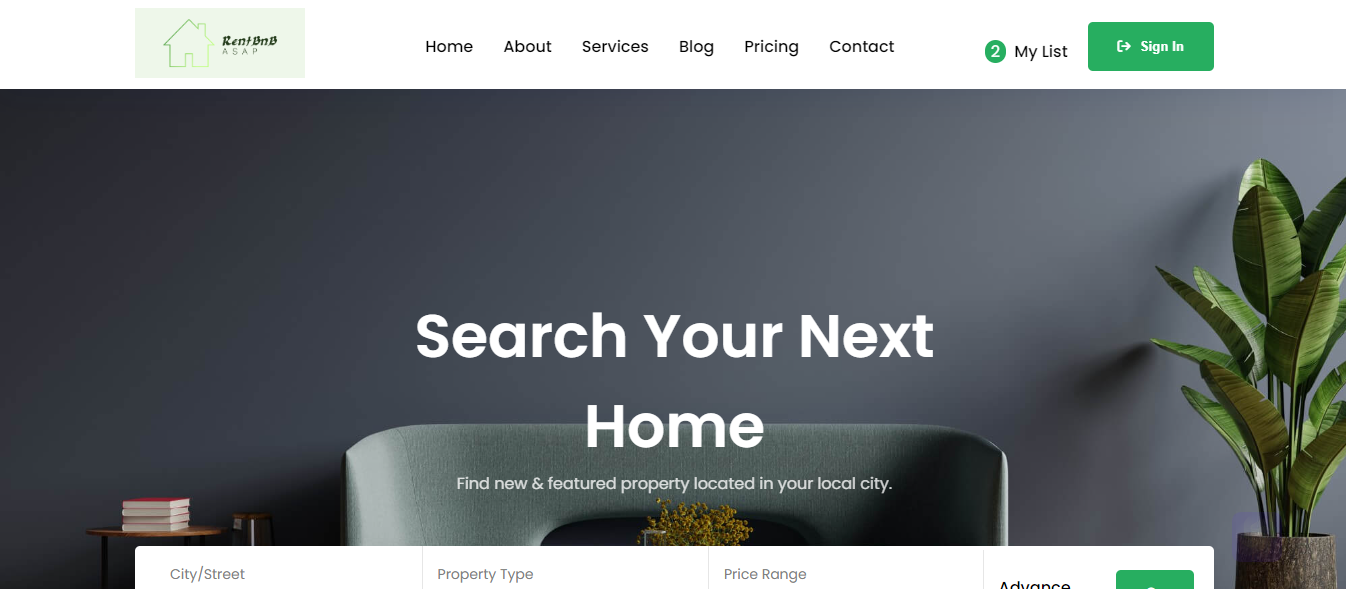 RentBnB
ASAP
Home About Services Blog Pricing Contact
2 My List
Sign In
Search Your Next
Home
Find new & featured property located in your local city.
City/Street
Property Type
Price Range
Advance